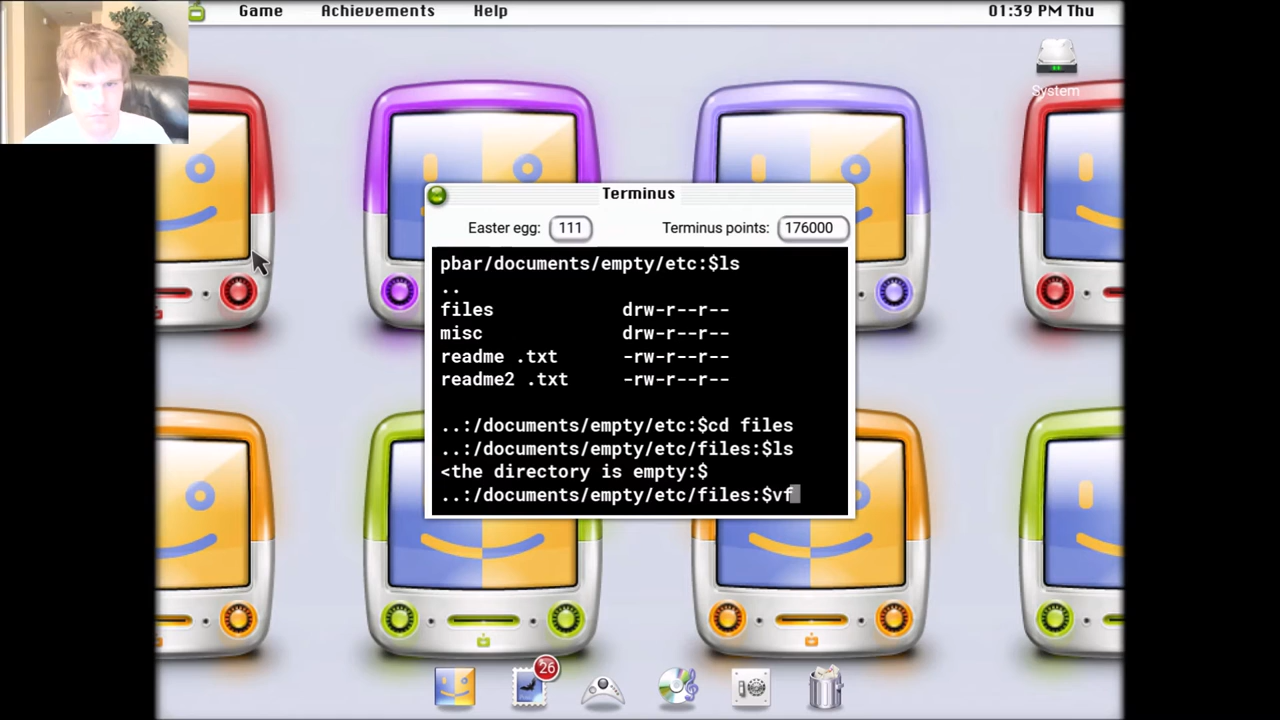 Game Achievements Help 01:39 PM Thu
System
Terminus
Easter egg: 111 Terminus points: 176000
pbar/documents/empty/etc:$ls
..
files drw-r--r--
misc drw-r--r--
readme .txt -rw-r--r--
readme2 .txt -rw-r--r--
..:/documents/empty/etc:$cd files
..:/documents/empty/etc/files:$ls
<the directory is empty:$
..:/documents/empty/etc/files:$vf
26